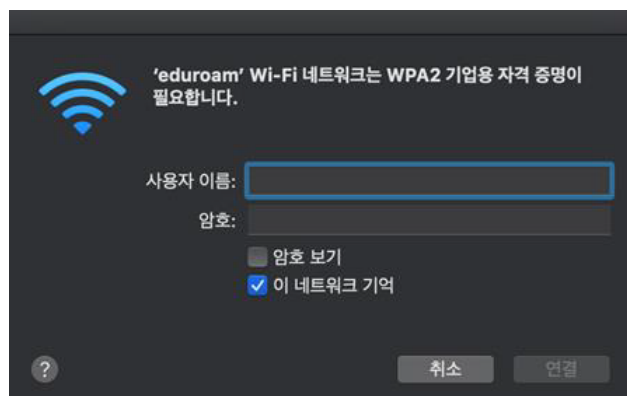 ‘eduroam’ Wi-Fi 네트워크는 WPA2 기업용 자격 증명이
필요합니다.
사용자 이름:
암호:
암호 보기
이 네트워크 기억
?
취소
연결